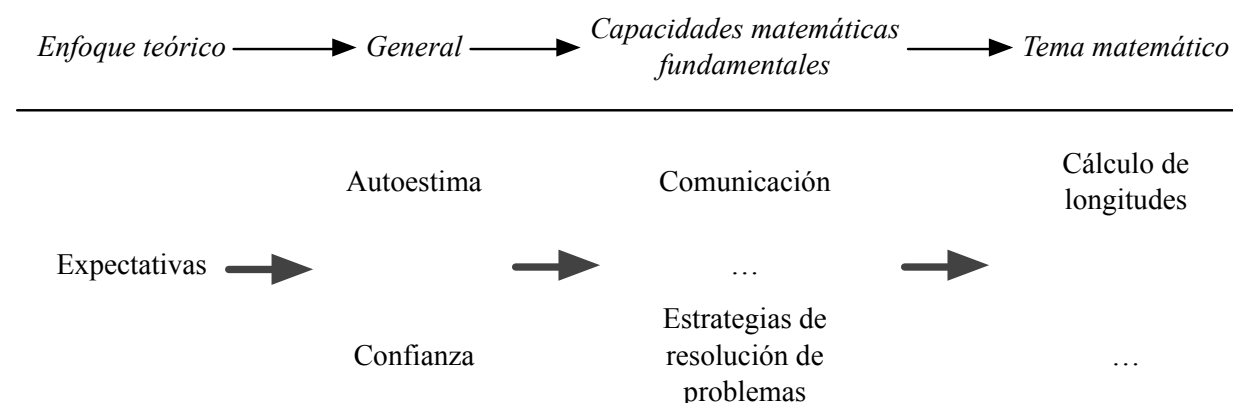 Enfoque teórico General Capacidades matemáticas Tema matemático
fundamentales
Autoestima Comunicación Cálculo de
longitudes
Expectativas …
Confianza Estrategias de
resolución de …
problemas